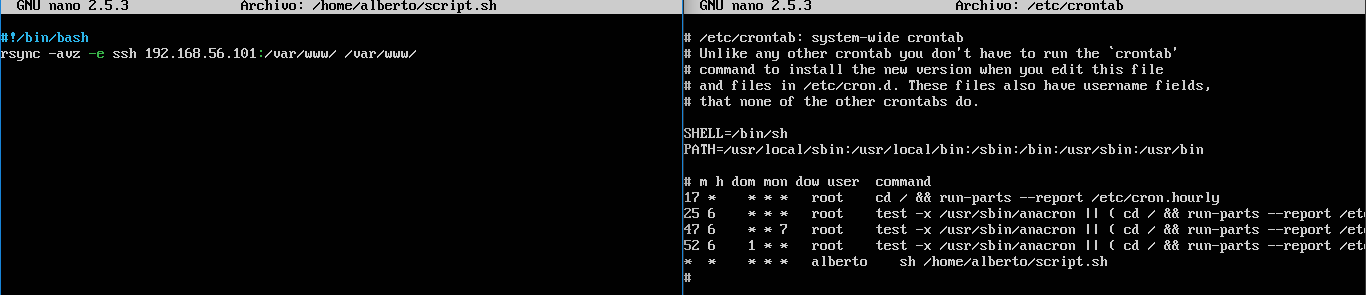 GNU nano 2.5.3 Archivo: /home/alberto/script.sh
#!/bin/bash
rsync -avz -e ssh 192.168.56.101:/var/www/ /var/www/
GNU nano 2.5.3 Archivo: /etc/crontab
# /etc/crontab: system-wide crontab
# Unlike any other crontab you don't have to run the `crontab'
# command to install the new version when you edit this file
# and files in /etc/cron.d. These files also have username fields,
# that none of the other crontabs do.
SHELL=/bin/sh
PATH=/usr/local/sbin:/usr/local/bin:/sbin:/bin:/usr/sbin:/usr/bin
# m h dom mon dow user  command
17 *    * * *   root    cd / && run-parts --report /etc/cron.hourly
25 6    * * *   root    test -x /usr/sbin/anacron || ( cd / && run-parts --report /etc
47 6    * * 7   root    test -x /usr/sbin/anacron || ( cd / && run-parts --report /etc
52 6    1 * *   root    test -x /usr/sbin/anacron || ( cd / && run-parts --report /etc
*  *    * * *   alberto    sh /home/alberto/script.sh
#